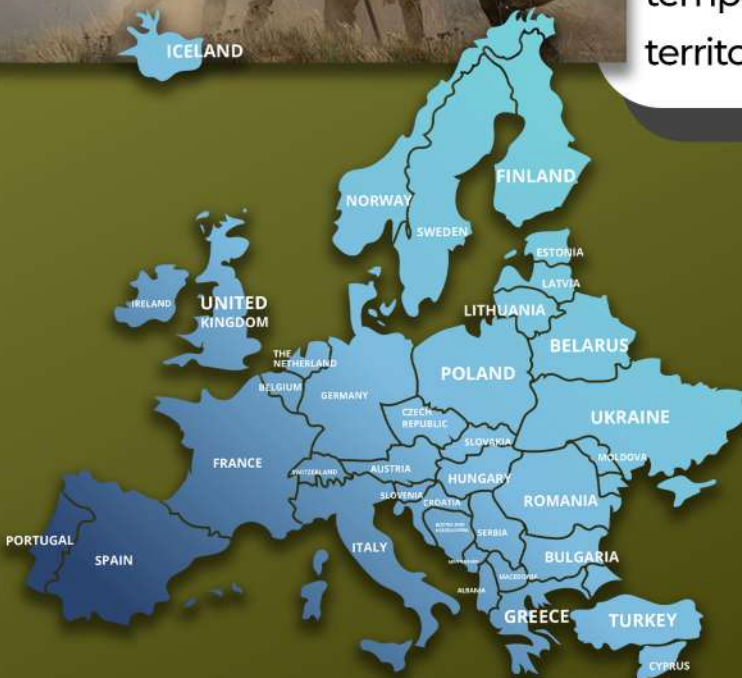 temp
territo
ICELAND
NORWAY
FINLAND
SWEDEN
ESTONIA
LATVIA
LITHUANIA
IRELAND
UNITED
KINGDOM
BELARUS
THE
NETHERLAND
BELGIUM
GERMANY
POLAND
CZECH
REPUBLIC
UKRAINE
SLOVAKIA
MOLDOVA
FRANCE
SWITZEALAND
AUSTRIA
HUNGARY
SLOVENIA
CROATIA
ROMANIA
SERBIA
PORTUGAL
SPAIN
ITALY
BULGARIA
MACEDONIA
ALBANIA
GREECE
TURKEY
CYPRUS